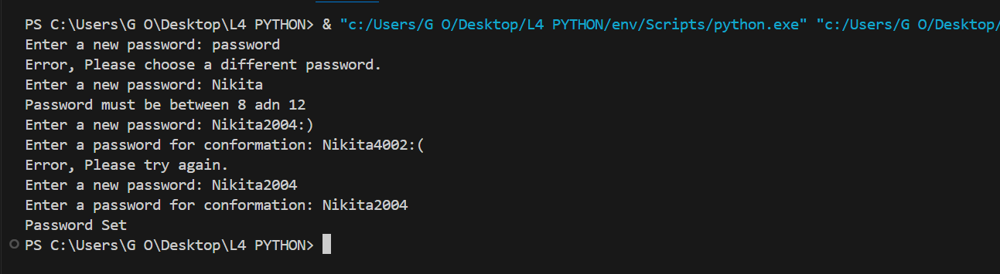 PS C:\Users\G O\Desktop\L4 PYTHON> & "c:/Users/G O/Desktop/L4 PYTHON/env/Scripts/python.exe" "c:/Users/G O/Desktop/
Enter a new password: password
Error, Please choose a different password.
Enter a new password: Nikita
Password must be between 8 adn 12
Enter a new password: Nikita2004:)
Enter a password for conformation: Nikita4002:(
Error, Please try again.
Enter a new password: Nikita2004
Enter a password for conformation: Nikita2004
Password Set
PS C:\Users\G O\Desktop\L4 PYTHON>